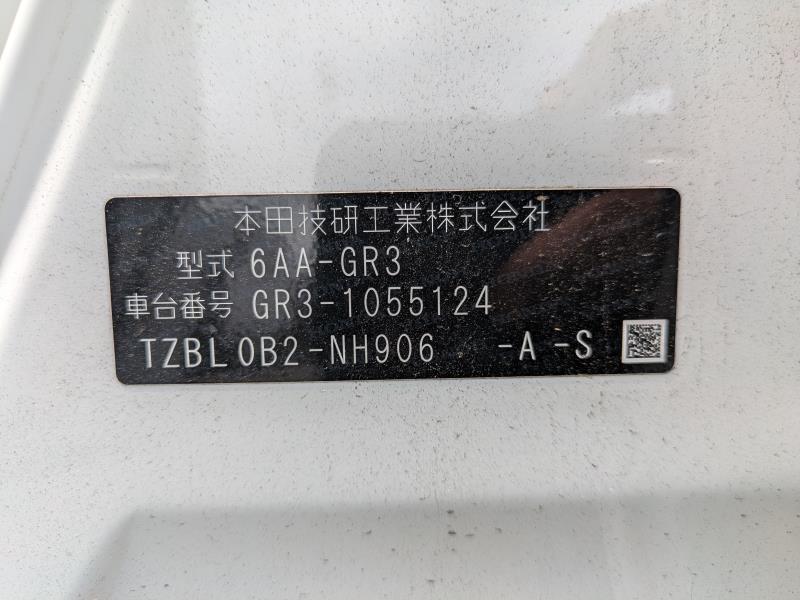 本田技研工業株式会社
型式 6AA-GR3
車台番号 GR3-1055124
TZBL0B2-NH906 -A -S